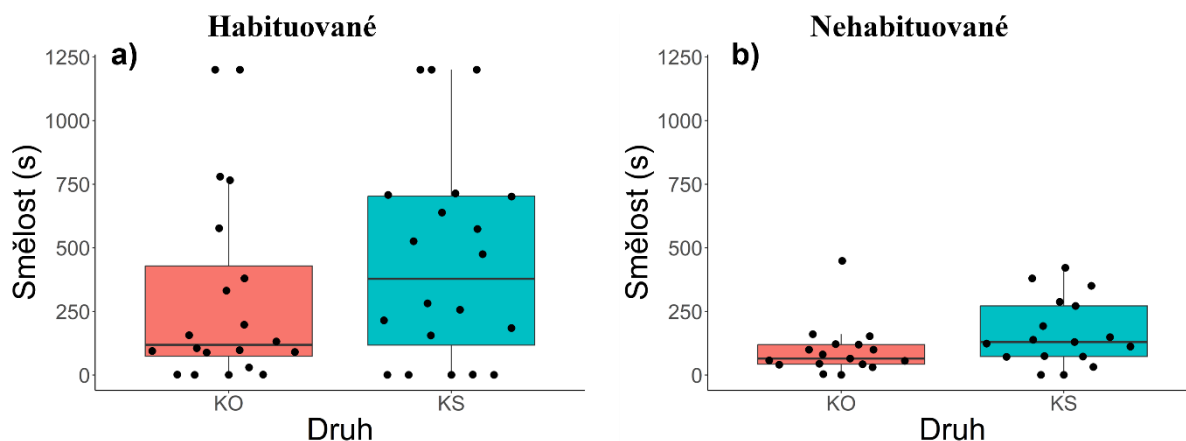 Habituované
a)
Smělost (s)
1250
1000
750
500
250
0
KO KS
Druh
Nehabituované
b)
Smělost (s)
1250
1000
750
500
250
0
KO KS
Druh